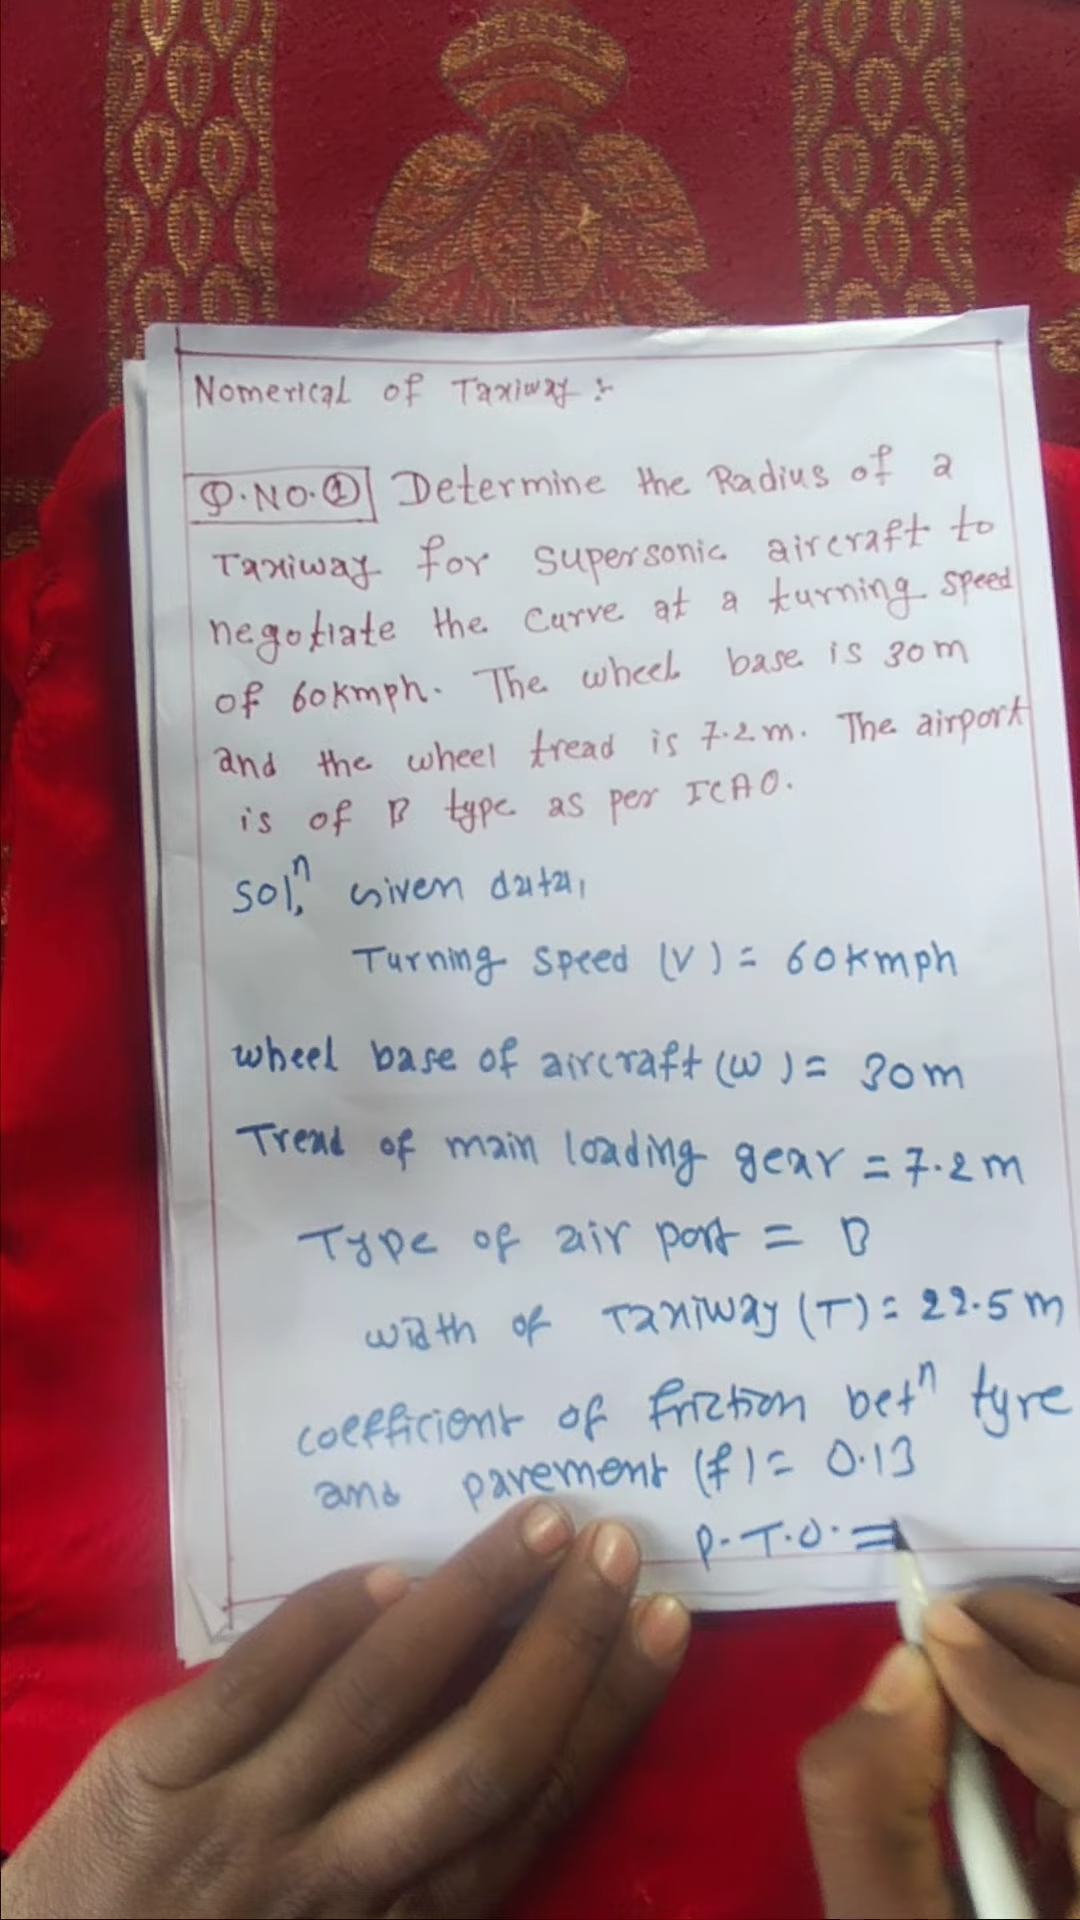 Nomerical of Taxiway :-
Q.NO.① Determine the Radius of a
Taxiway for supersonic aircraft to
negotiate the curve at a turning speed
of 60kmph. The wheel base is 30m
and the wheel tread is 7.2m. The airport
is of B type as per ICAO.
Solⁿ, Given data,
Turning speed (V) = 60kmph
wheel base of aircraft (w) = 30m
Tread of main loading gear = 7.2m
Type of air port = B
width of Taxiway (T) = 22.5m
coefficient of friction betⁿ tyre
and pavement (f) = 0.13
P.T.O. =